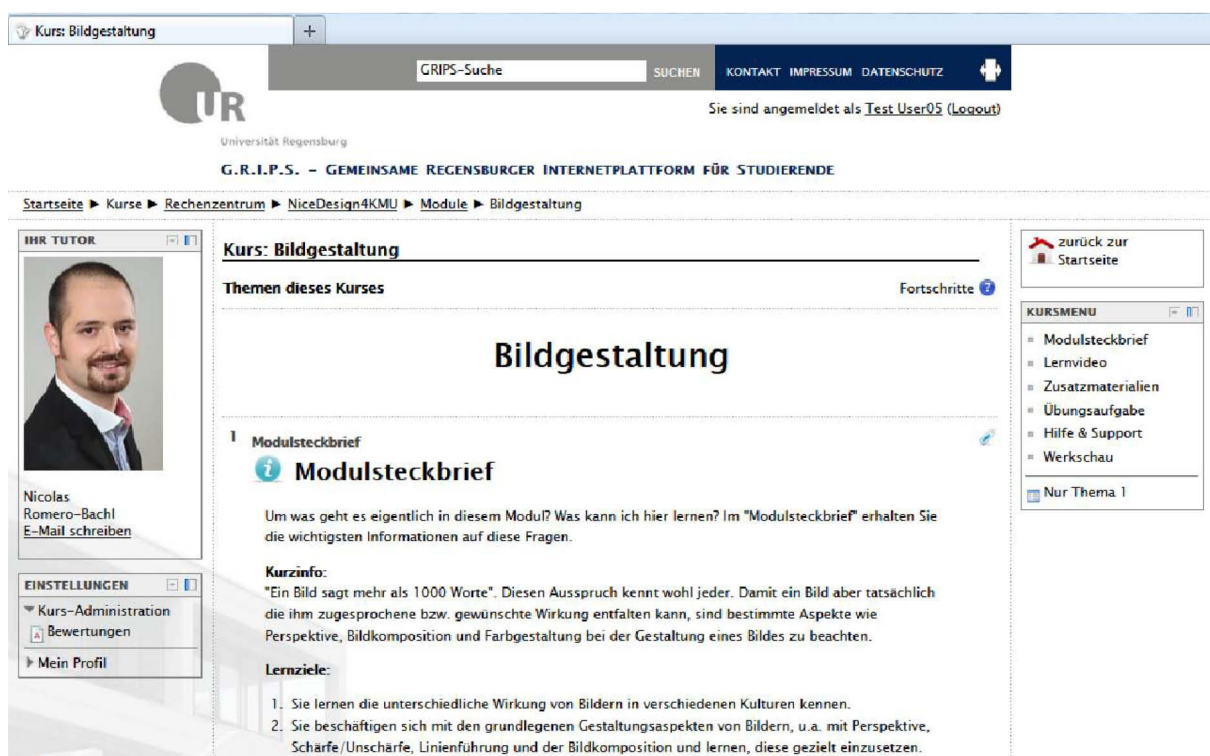 Kurs: Bildgestaltung
GRIPS-Suche SUCHEN KONTAKT IMPRESSUM DATENSCHUTZ
Sie sind angemeldet als Test User05 (Logout)
UR
Universität Regensburg
G.R.I.P.S. - GEMEINSAME REGENSBURGER INTERNETPLATTFORM FÜR STUDIERENDE
Startseite ► Kurse ► Rechenzentrum ► NiceDesign4KMU ► Module ► Bildgestaltung
IHR TUTOR
Nicolas
Romero-Bachl
E-Mail schreiben
EINSTELLUNGEN
Kurs-Administration
Bewertungen
Mein Profil
Kurs: Bildgestaltung
Themen dieses Kurses Fortschritte ?
Bildgestaltung
1 Modulsteckbrief
i Modulsteckbrief
Um was geht es eigentlich in diesem Modul? Was kann ich hier lernen? Im "Modulsteckbrief" erhalten Sie
die wichtigsten Informationen auf diese Fragen.
Kurzinfo:
"Ein Bild sagt mehr als 1000 Worte". Diesen Ausspruch kennt wohl jeder. Damit ein Bild aber tatsächlich
die ihm zugesprochene bzw. gewünschte Wirkung entfalten kann, sind bestimmte Aspekte wie
Perspektive, Bildkomposition und Farbgestaltung bei der Gestaltung eines Bildes zu beachten.
Lernziele:
1. Sie lernen die unterschiedliche Wirkung von Bildern in verschiedenen Kulturen kennen.
2. Sie beschäftigen sich mit den grundlegenen Gestaltungsaspekten von Bildern, u.a. mit Perspektive,
Schärfe/Unschärfe, Linienführung und der Bildkomposition und lernen, diese gezielt einzusetzen.
zurück zur
Startseite
KURSMENU
Modulsteckbrief
Lernvideo
Zusatzmaterialien
Übungsaufgabe
Hilfe & Support
Werkschau
Nur Thema 1